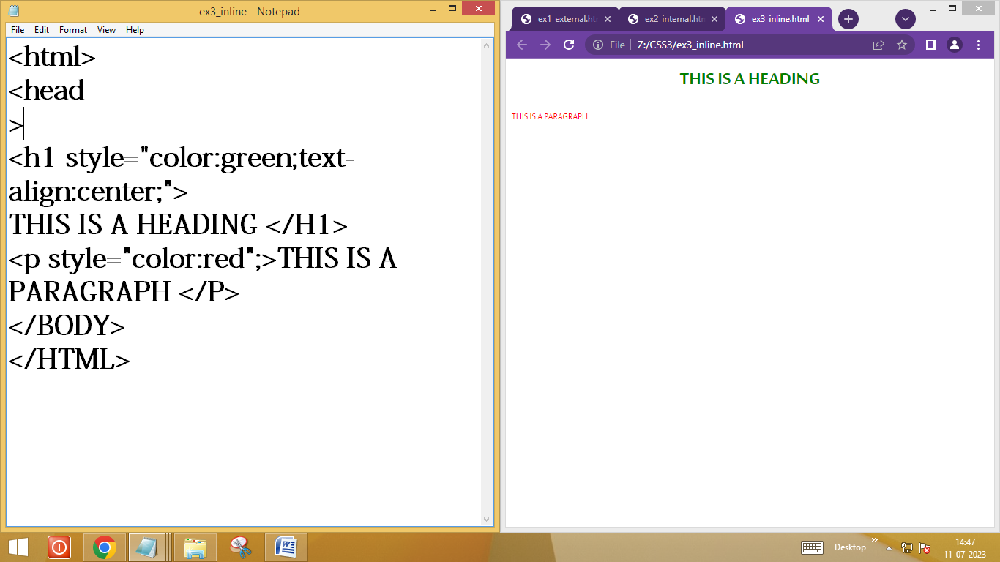 ex3_inline - Notepad
File Edit Format View Help
<html>
<head
>
<h1 style="color:green;text-
align:center;">
THIS IS A HEADING </H1>
<p style="color:red";>THIS IS A
PARAGRAPH </P>
</BODY>
</HTML>
ex1_external.ht
ex2_internal.htm
ex3_inline.html
File Z:/CSS3/ex3_inline.html
THIS IS A HEADING
THIS IS A PARAGRAPH
Desktop
14:47
11-07-2023